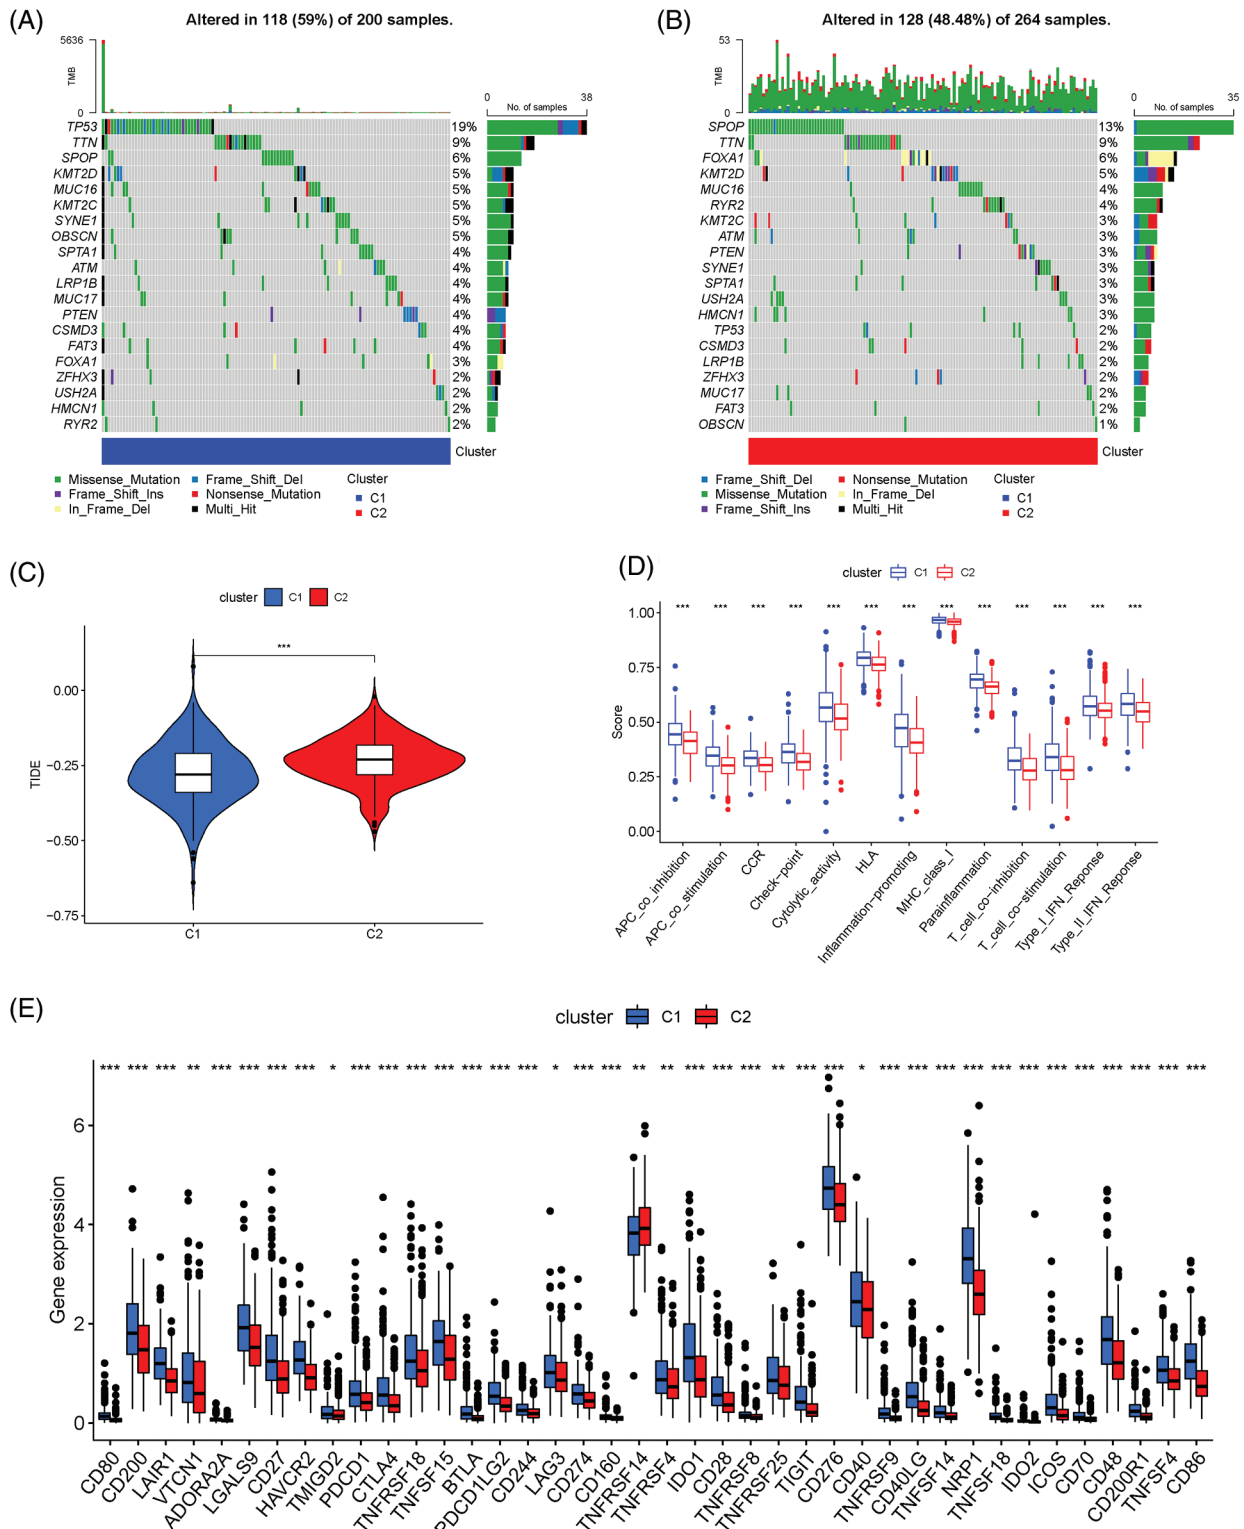 (A)
Altered in 118 (59%) of 200 samples.
5636
TMB
0
0 38
No. of samples
TP53 19%
TTN 9%
SPOP 6%
KMT2D 5%
MUC16 5%
KMT2C 5%
SYNE1 5%
OBSCN 5%
SPTA1 4%
ATM 4%
LRP1B 4%
MUC17 4%
PTEN 4%
CSMD3 4%
FAT3 4%
FOXA1 3%
ZFHX3 2%
USH2A 2%
HMCN1 2%
RYR2 2%
Cluster
Missense_Mutation Frame_Shift_Del Cluster
Frame_Shift_Ins Nonsense_Mutation C1
In_Frame_Del Multi_Hit C2
(B)
Altered in 128 (48.48%) of 264 samples.
53
TMB
0
0 35
No. of samples
SPOP 13%
TTN 9%
FOXA1 6%
KMT2D 5%
MUC16 4%
RYR2 4%
KMT2C 3%
ATM 3%
PTEN 3%
SYNE1 3%
SPTA1 3%
USH2A 3%
HMCN1 3%
TP53 2%
CSMD3 2%
LRP1B 2%
ZFHX3 2%
MUC17 2%
FAT3 2%
OBSCN 1%
Cluster
Frame_Shift_Del Nonsense_Mutation Cluster
Missense_Mutation In_Frame_Del C1
Frame_Shift_Ins Multi_Hit C2
(C)
cluster C1 C2
***
0.00
−0.25
−0.50
−0.75
TIDE
C1 C2
(D)
cluster C1 C2
*** *** *** *** *** *** *** *** *** *** *** *** ***
1.00
0.75
0.50
0.25
0.00
Score
APC_co_inhibition
APC_co_stimulation
CCR
Check−point
Cytolytic_activity
HLA
Inflammation−promoting
MHC_class_I
Parainflammation
T_cell_co−inhibition
T_cell_co−stimulation
Type_I_IFN_Reponse
Type_II_IFN_Reponse
(E)
cluster C1 C2
*** *** *** ** *** *** *** *** * *** *** *** *** *** *** *** * *** *** ** ** *** *** *** ** *** *** * *** *** *** *** *** *** *** *** *** *** *** ***
6
4
2
0
Gene expression
CD80
CD200
LAIR1
VTCN1
ADORA2A
LGALS9
CD27
HAVCR2
TMIGD2
PDCD1
CTLA4
TNFRSF18
TNFSF15
BTLA
PDCD1LG2
CD244
LAG3
CD274
CD160
TNFRSF14
TNFRSF4
IDO1
CD28
TNFRSF8
TNFRSF25
TIGIT
CD276
CD40
TNFRSF9
CD40LG
TNFSF14
NRP1
TNFSF18
IDO2
ICOS
CD70
CD48
CD200R1
TNFSF4
CD86